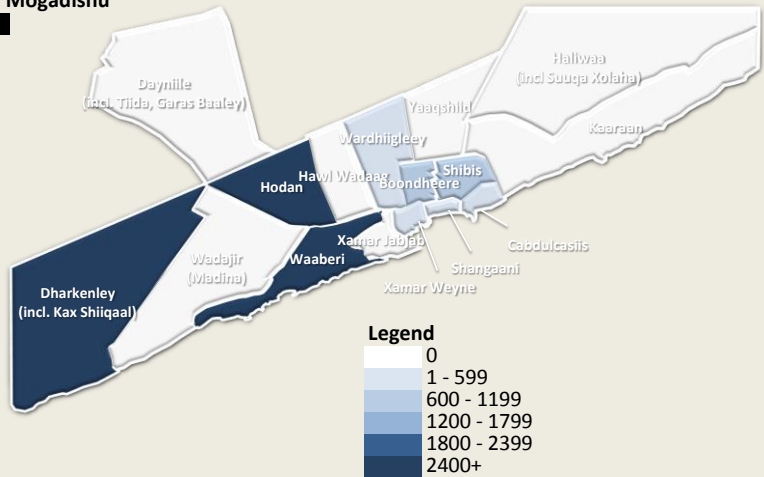 Mogadishu
Dayniile
(incl. Tiida, Garas Baaley)
Haliwaa
(incl Suuqa Xolaha)
Yaaqshiid
Kaaraan
Wardhiigleey
Hawl Wadaag
Boondheere
Shibis
Hodan
Xamar Jabjab
Cabdulcasiis
Wadajir
(Madina)
Waaberi
Shangaani
Xamar Weyne
Dharkenley
(incl. Kax Shiiqaal)
Legend
0
1 - 599
600 - 1199
1200 - 1799
1800 - 2399
2400+